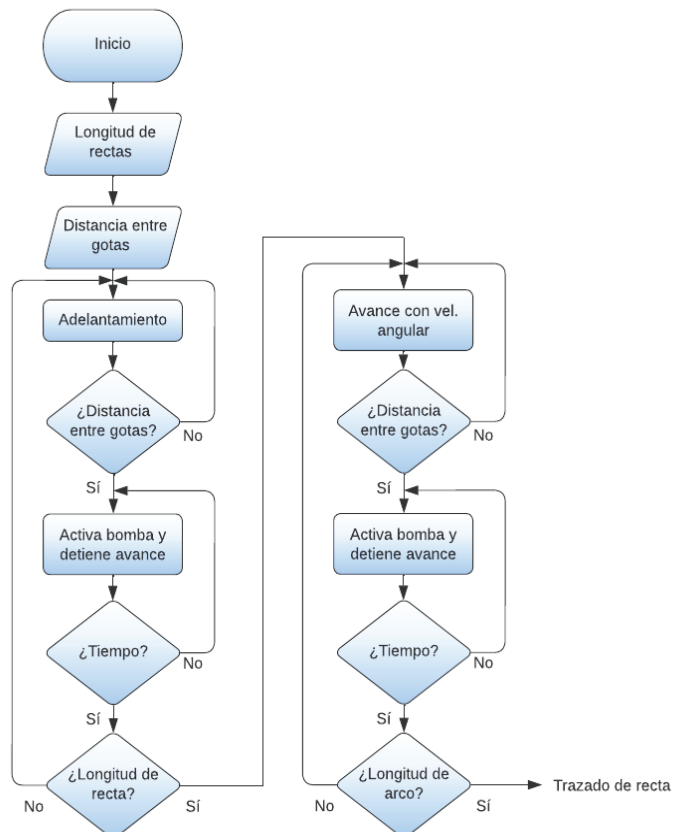 Inicio
Longitud de
rectas
Distancia entre
gotas
Adelantamiento
¿Distancia
entre gotas?
No
Sí
Activa bomba y
detiene avance
¿Tiempo?
No
Sí
¿Longitud de
recta?
No
Sí
Avance con vel.
angular
¿Distancia
entre gotas?
No
Sí
Activa bomba y
detiene avance
¿Tiempo?
No
Sí
¿Longitud de
arco?
No
Sí
Trazado de recta